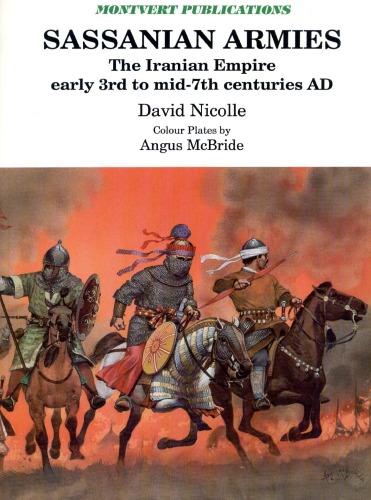 MONTVERT PUBLICATIONS
SASSANIAN ARMIES
The Iranian Empire
early 3rd to mid-7th centuries AD
David Nicolle
Colour Plates by
Angus McBride